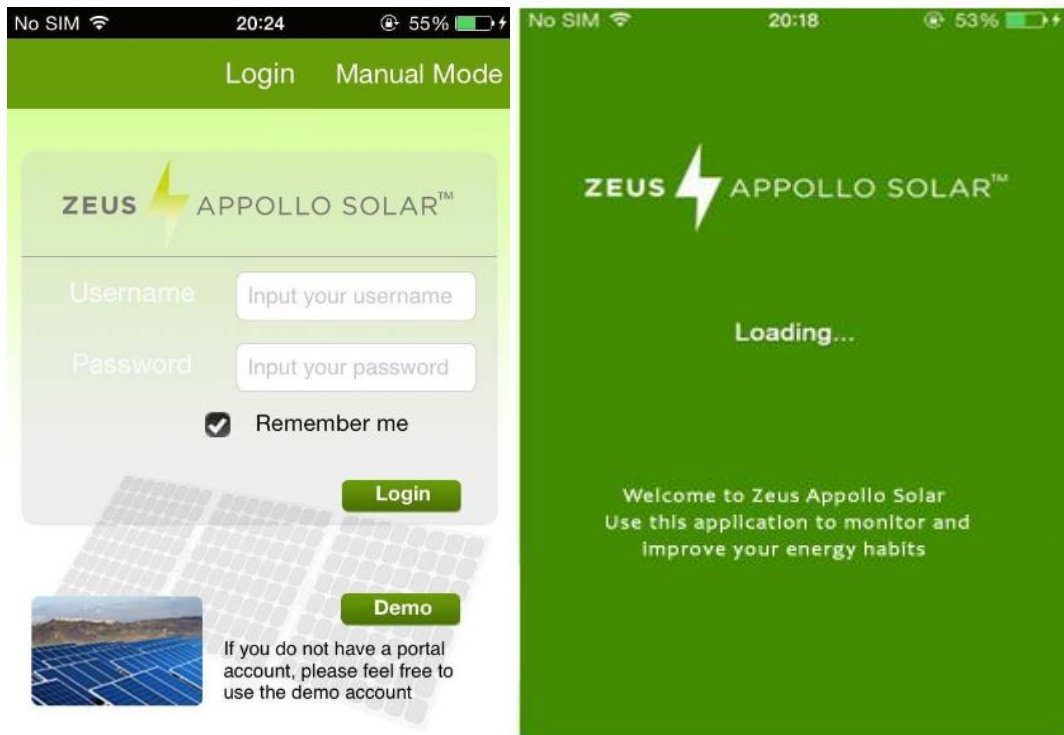 No SIM 20:24 55%
Login Manual Mode
ZEUS APPOLLO SOLAR™
Username Input your username
Password Input your password
Remember me
Login
Demo
If you do not have a portal
account, please feel free to
use the demo account
No SIM 20:18 53%
ZEUS APPOLLO SOLAR™
Loading...
Welcome to Zeus Appollo Solar
Use this application to monitor and
improve your energy habits